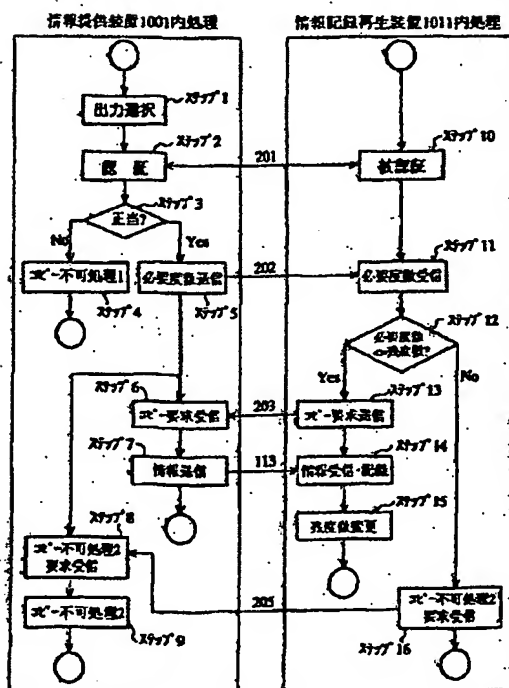 情報提供装置1001内処理
情報記録再生装置1011内処理
ステップ1
出力選択
ステップ2
認 証
201
ステップ10
被認証
ステップ3
正当?
No
Yes
ステップ11
コピー不可処理1
必要度数送信
202
必要度数受信
ステップ4
ステップ5
ステップ12
必要度数
Yes
No
ステップ6
ステップ13
コピー要求受信
203
コピー要求送信
ステップ7
ステップ14
情報送信
113
情報受信・記録
ステップ15
ステップ8
残度数変更
コピー不可処理2
要求受信
205
コピー不可処理2
要求受信
コピー不可処理2
ステップ9
ステップ16